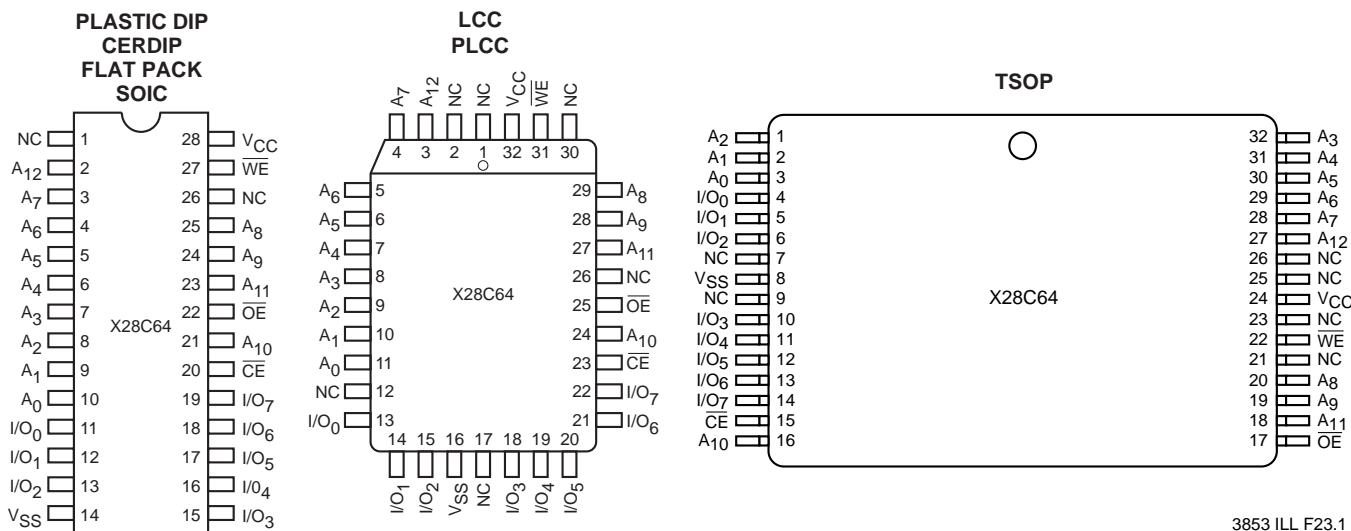 PLASTIC DIP
CERDIP
FLAT PACK
SOIC
NC 1 28 VCC
A12 2 27 WE
A7 3 26 NC
A6 4 25 A8
A5 5 24 A9
A4 6 23 A11
A3 7 22 OE
X28C64
A2 8 21 A10
A1 9 20 CE
A0 10 19 I/O7
I/O0 11 18 I/O6
I/O1 12 17 I/O5
I/O2 13 16 I/04
VSS 14 15 I/O3
LCC
PLCC
A7 A12 NC NC VCC WE NC
4 3 2 1 32 31 30
A6 5 29 A8
A5 6 28 A9
A4 7 27 A11
A3 8 26 NC
X28C64
A2 9 25 OE
A1 10 24 A10
A0 11 23 CE
NC 12 22 I/O7
I/O0 13 21 I/O6
14 15 16 17 18 19 20
I/O1 I/O2 VSS NC I/O3 I/O4 I/O5
TSOP
A2 1 32 A3
A1 2 31 A4
A0 3 30 A5
I/O0 4 29 A6
I/O1 5 28 A7
I/O2 6 27 A12
NC 7 26 NC
VSS 8 25 NC
X28C64
NC 9 24 VCC
I/O3 10 23 NC
I/O4 11 22 WE
I/O5 12 21 NC
I/O6 13 20 A8
I/O7 14 19 A9
CE 15 18 A11
A10 16 17 OE
3853 ILL F23.1